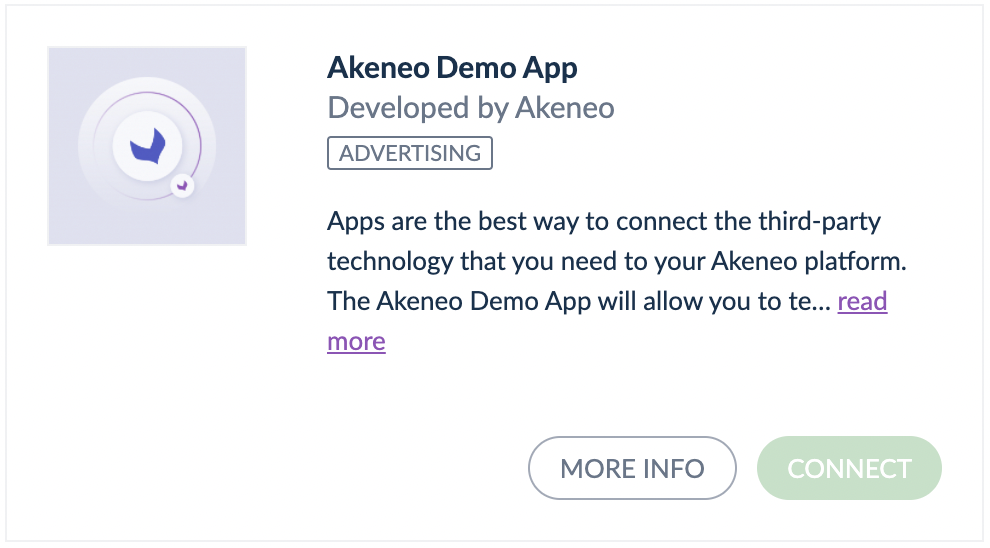 Akeneo Demo App
Developed by Akeneo
ADVERTISING
Apps are the best way to connect the third-party
technology that you need to your Akeneo platform.
The Akeneo Demo App will allow you to te... read
more
MORE INFO
CONNECT